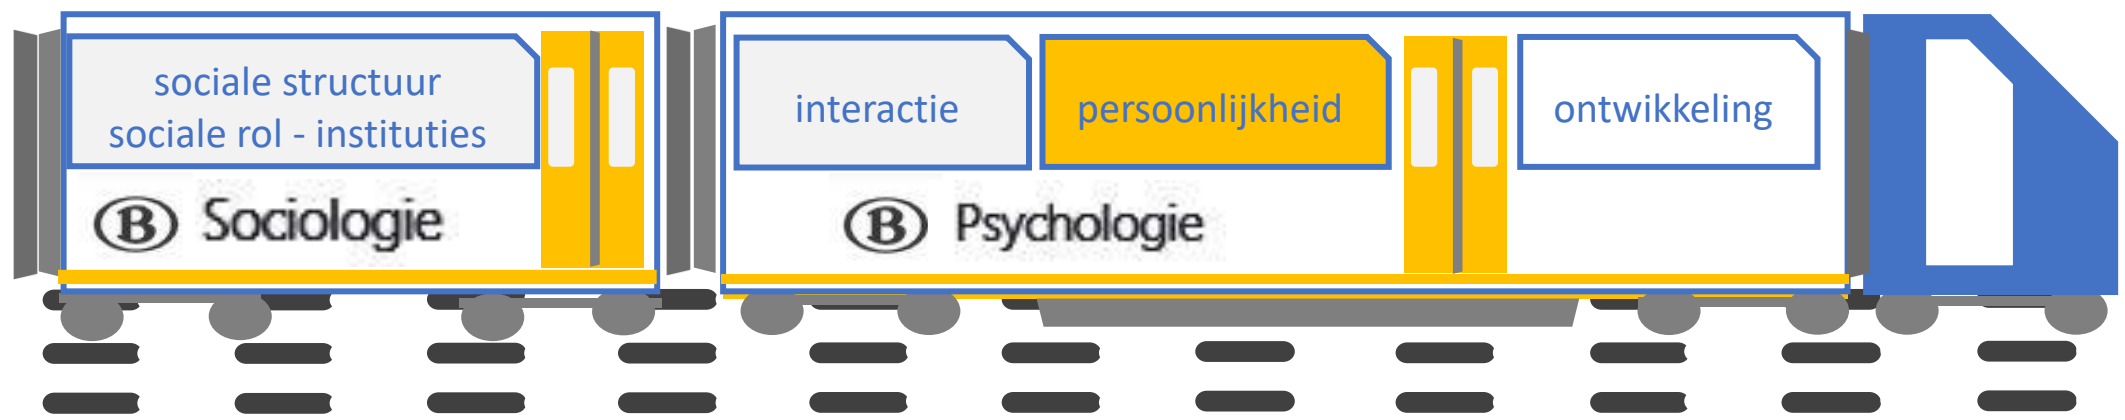 sociale structuur
sociale rol - instituties
interactie
persoonlijkheid
ontwikkeling
B Sociologie
B Psychologie